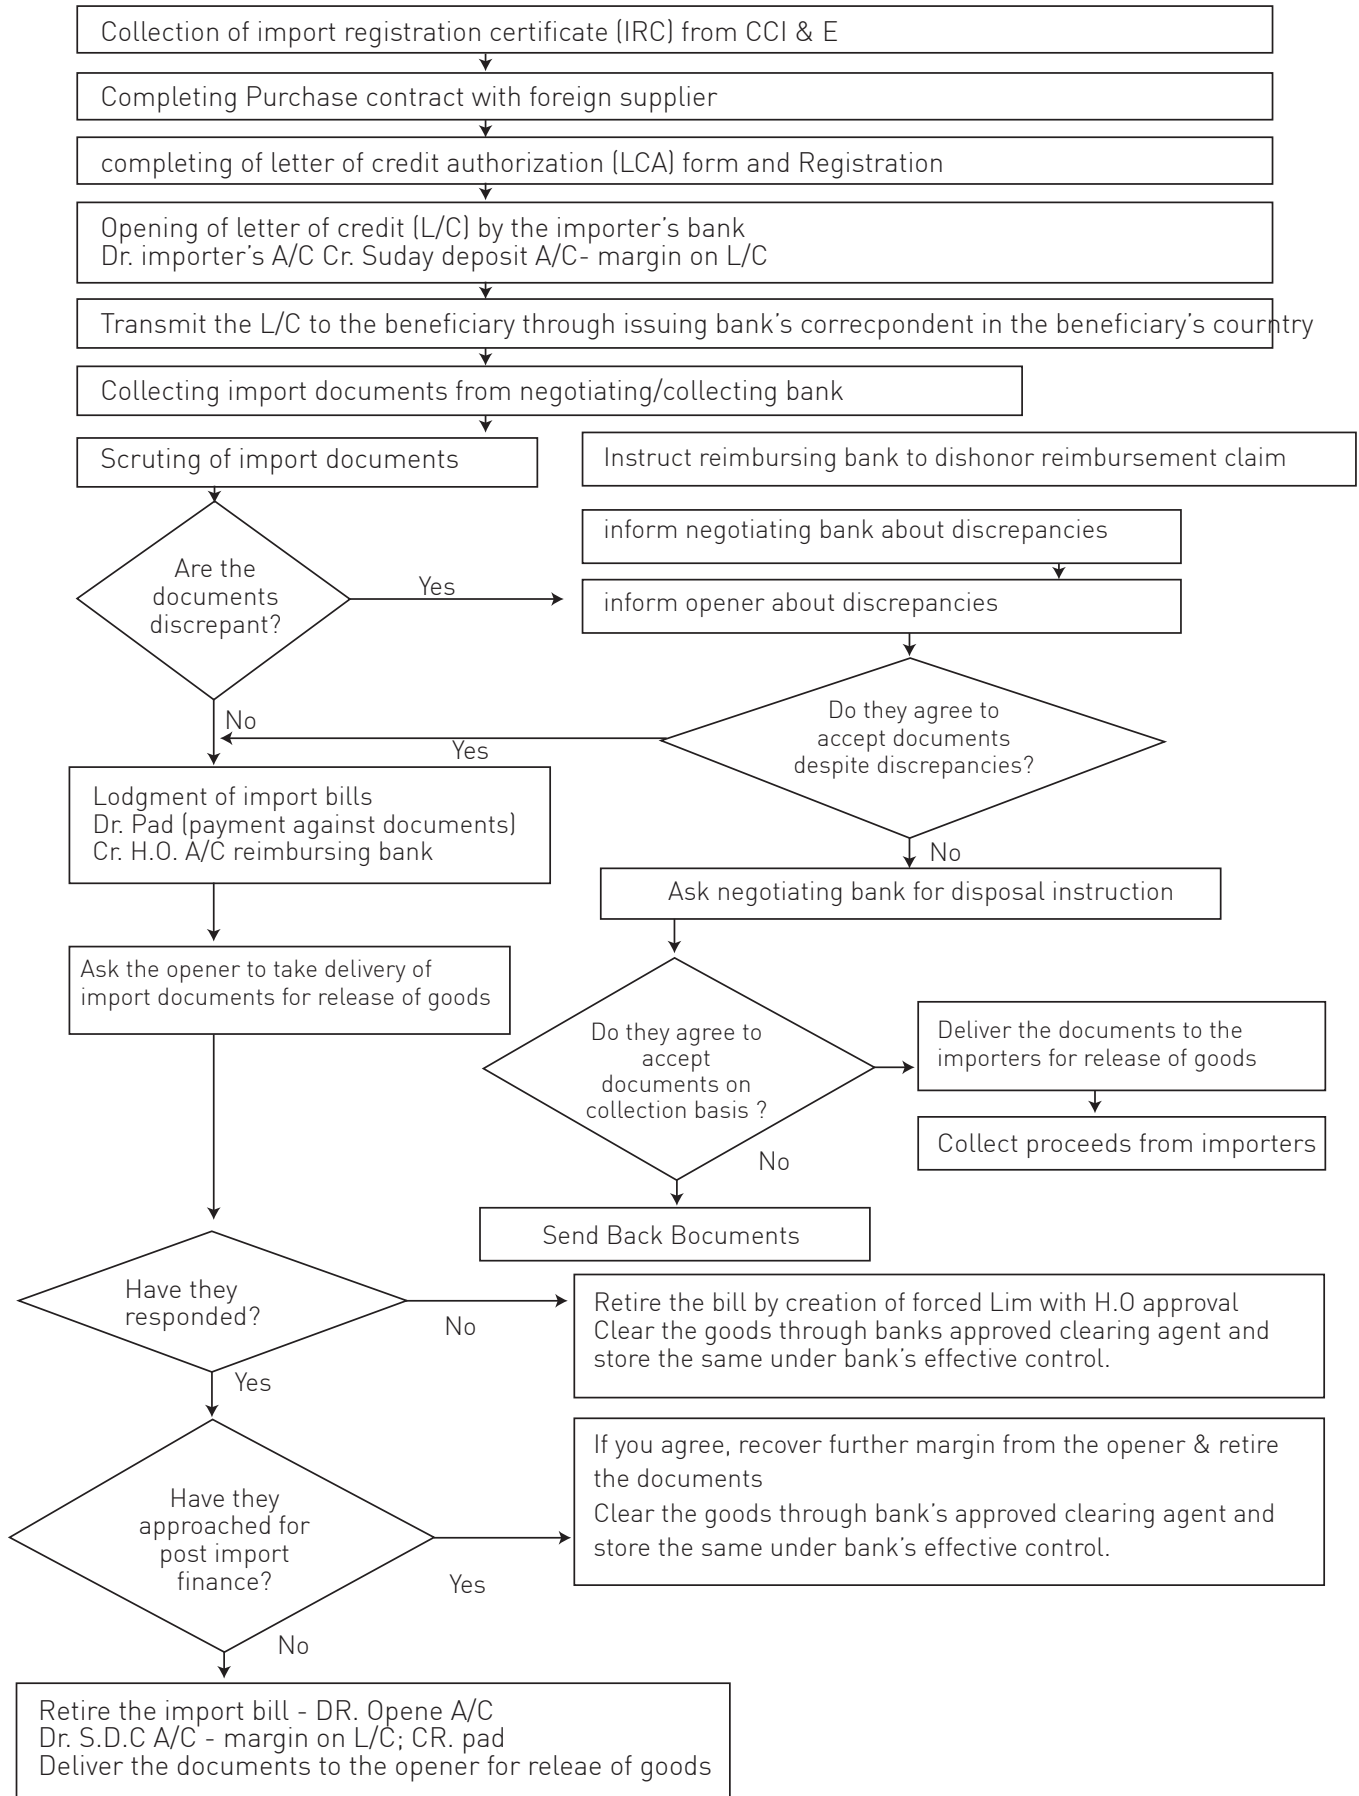 Collection of import registration certificate (IRC) from CCI & E
Completing Purchase contract with foreign supplier
completing of letter of credit authorization (LCA) form and Registration
Opening of letter of credit (L/C) by the importer's bank
Dr. importer's A/C Cr. Suday deposit A/C- margin on L/C
Transmit the L/C to the beneficiary through issuing bank's correcpondent in the beneficiary's courntry
Collecting import documents from negotiating/collecting bank
Scruting of import documents
Instruct reimbursing bank to dishonor reimbursement claim
inform negotiating bank about discrepancies
Are the
documents
discrepant?
Yes
inform opener about discrepancies
No
Yes
Do they agree to
accept documents
despite discrepancies?
Lodgment of import bills
Dr. Pad (payment against documents)
Cr. H.O. A/C reimbursing bank
No
Ask negotiating bank for disposal instruction
Ask the opener to take delivery of
import documents for release of goods
Do they agree to
accept
documents on
collection basis ?
Deliver the documents to the
importers for release of goods
Collect proceeds from importers
No
Send Back Bocuments
Have they
responded?
No
Retire the bill by creation of forced Lim with H.O approval
Clear the goods through banks approved clearing agent and
store the same under bank's effective control.
Yes
Have they
approached for
post import
finance?
Yes
If you agree, recover further margin from the opener & retire
the documents
Clear the goods through bank's approved clearing agent and
store the same under bank's effective control.
No
Retire the import bill - DR. Opene A/C
Dr. S.D.C A/C - margin on L/C; CR. pad
Deliver the documents to the opener for releae of goods